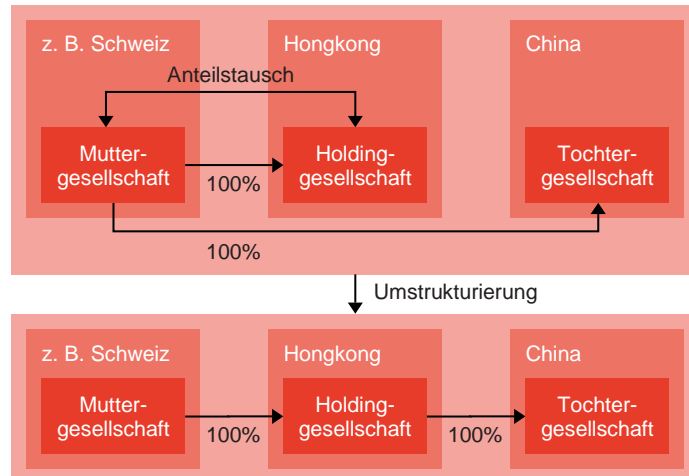 z. B. Schweiz
Hongkong
China
Anteilstausch
Mutter-
gesellschaft
100%
Holding-
gesellschaft
Tochter-
gesellschaft
100%
Umstrukturierung
z. B. Schweiz
Hongkong
China
Mutter-
gesellschaft
100%
Holding-
gesellschaft
100%
Tochter-
gesellschaft